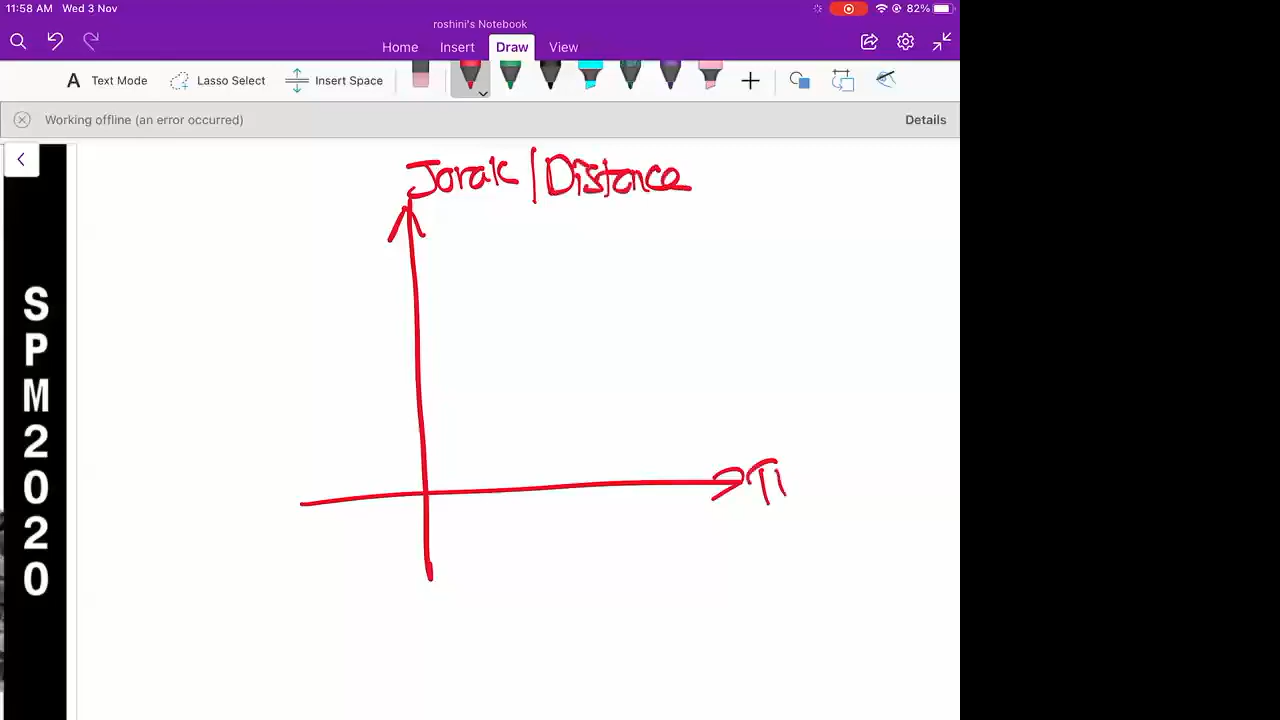 11:58 AM Wed 3 Nov
82%
roshini's Notebook
Home Insert Draw View
Text Mode Lasso Select Insert Space
Working offline (an error occurred) Details
SPM2020
Jarak | Distance
Ti